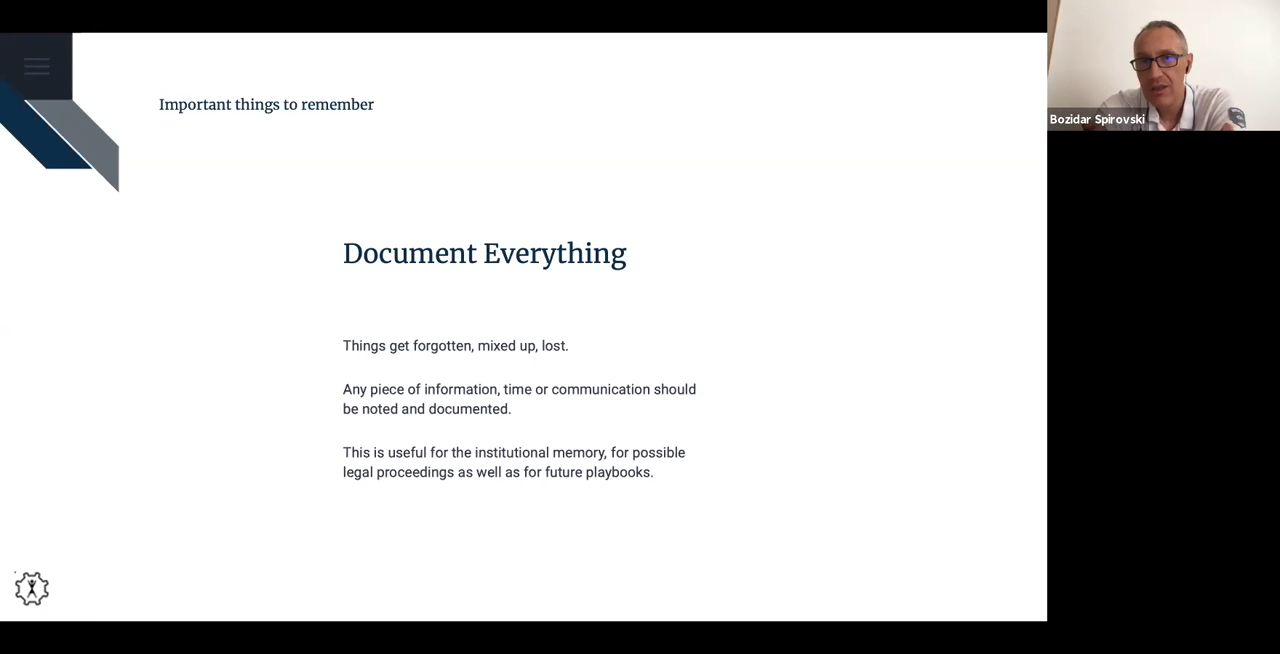 Important things to remember
Bozidar Spirovski
Document Everything
Things get forgotten, mixed up, lost.
Any piece of information, time or communication should
be noted and documented.
This is useful for the institutional memory, for possible
legal proceedings as well as for future playbooks.